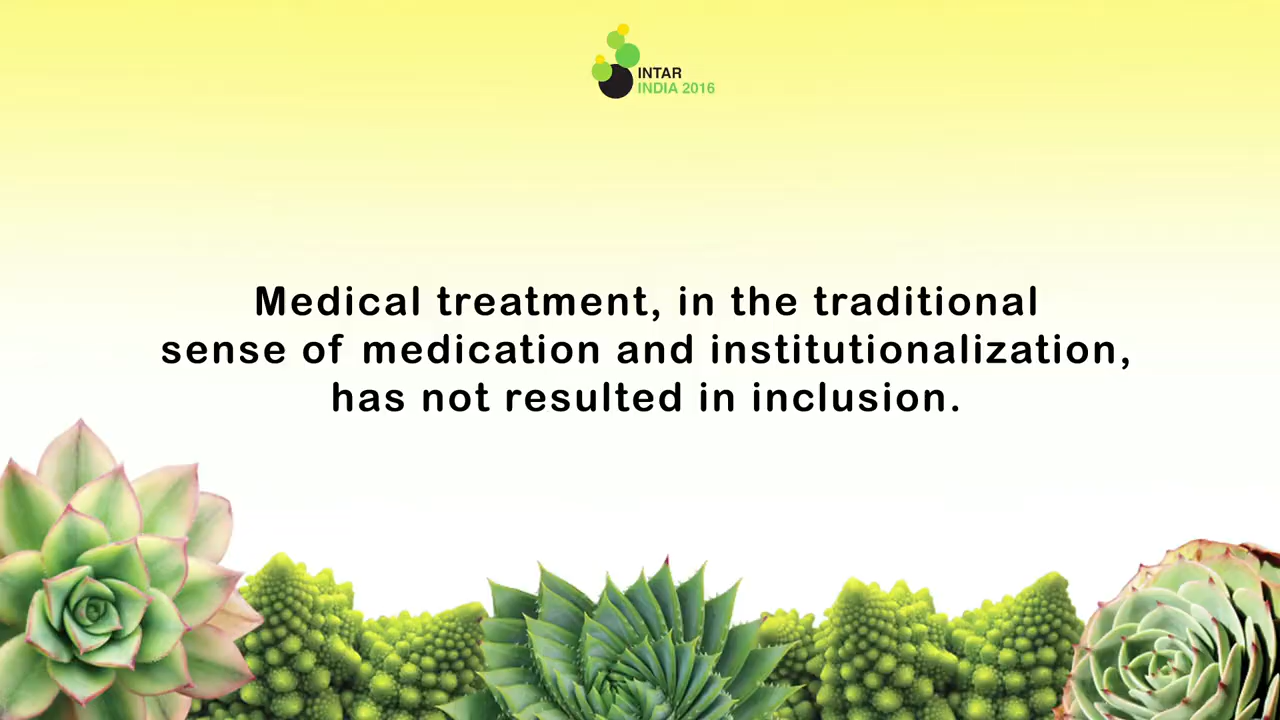 INTAR
INDIA 2016
Medical treatment, in the traditional
sense of medication and institutionalization,
has not resulted in inclusion.